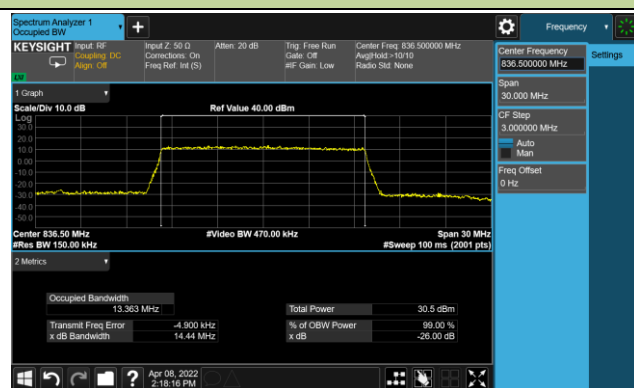 Spectrum Analyzer 1
Occupied BW
Frequency
KEYSIGHT
Input: RF
Coupling: DC
Align: Off
Input Z: 50 Ω
Corrections: On
Freq Ref: Int (S)
Atten: 20 dB
Trig: Free Run
Gate: Off
#IF Gain: Low
Center Freq: 836.500000 MHz
Avg|Hold:>10/10
Radio Std: None
1 Graph
Scale/Div 10.0 dB
Ref Value 40.00 dBm
Log
30.0
20.0
10.0
0.00
-10.0
-20.0
-30.0
-40.0
-50.0
Center 836.50 MHz
#Video BW 470.00 kHz
Span 30 MHz
#Res BW 150.00 kHz
#Sweep 100 ms (2001 pts)
2 Metrics
Occupied Bandwidth
13.363 MHz
Total Power 30.5 dBm
Transmit Freq Error -4.900 kHz
% of OBW Power 99.00 %
x dB Bandwidth 14.44 MHz
x dB -26.00 dB
Apr 08, 2022
2:18:16 PM
Center Frequency
836.500000 MHz
Settings
Span
30.000 MHz
CF Step
3.000000 MHz
Auto
Man
Freq Offset
0 Hz